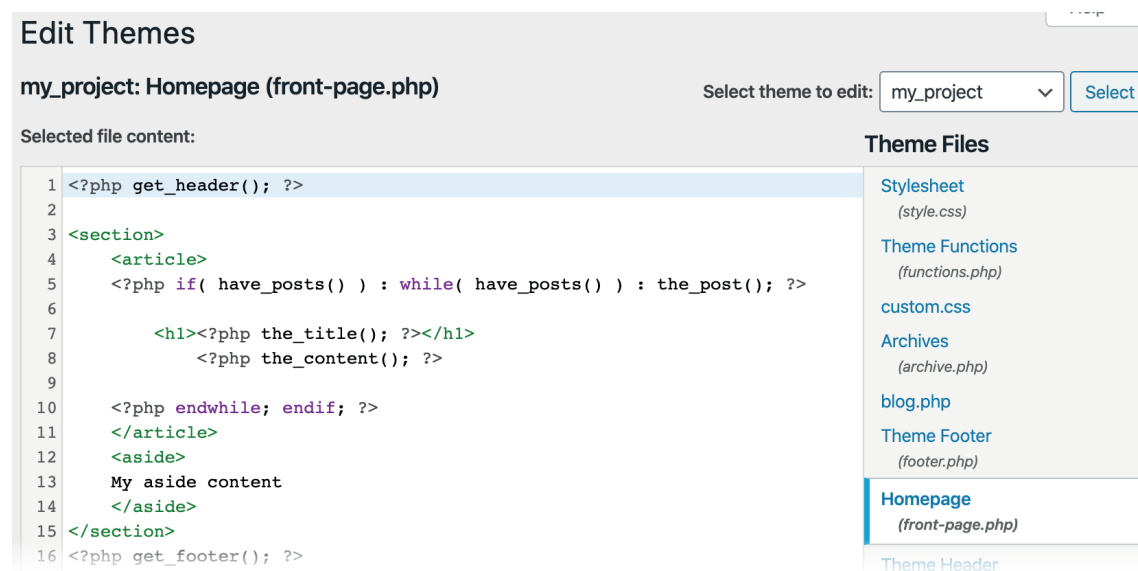 Edit Themes
my_project: Homepage (front-page.php)
Select theme to edit: my_project Select
Selected file content:
Theme Files
1 <?php get_header(); ?>
2
3 <section>
4 <article>
5 <?php if( have_posts() ) : while( have_posts() ) : the_post(); ?>
6
7 <h1><?php the_title(); ?></h1>
8 <?php the_content(); ?>
9
10 <?php endwhile; endif; ?>
11 </article>
12 <aside>
13 My aside content
14 </aside>
15 </section>
16 <?php get_footer(); ?>
Stylesheet
(style.css)
Theme Functions
(functions.php)
custom.css
Archives
(archive.php)
blog.php
Theme Footer
(footer.php)
Homepage
(front-page.php)
Theme Header